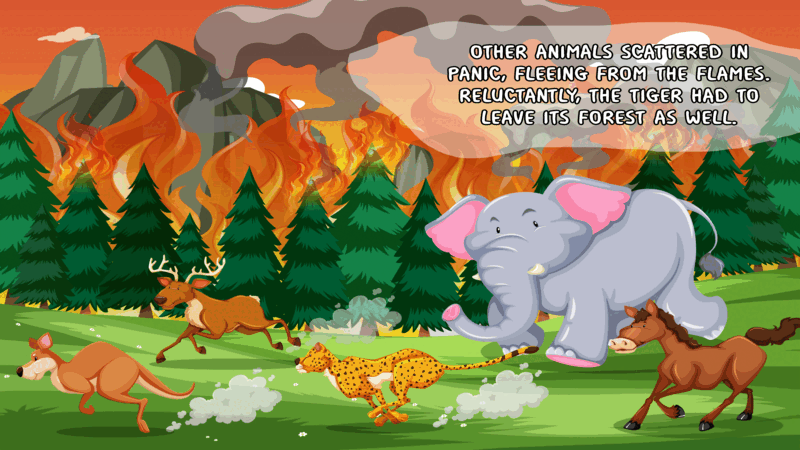 OTHER ANIMALS SCATTERED IN
PANIC, FLEEING FROM THE FLAMES.
RELUCTANTLY, THE TIGER HAD TO
LEAVE ITS FOREST AS WELL.